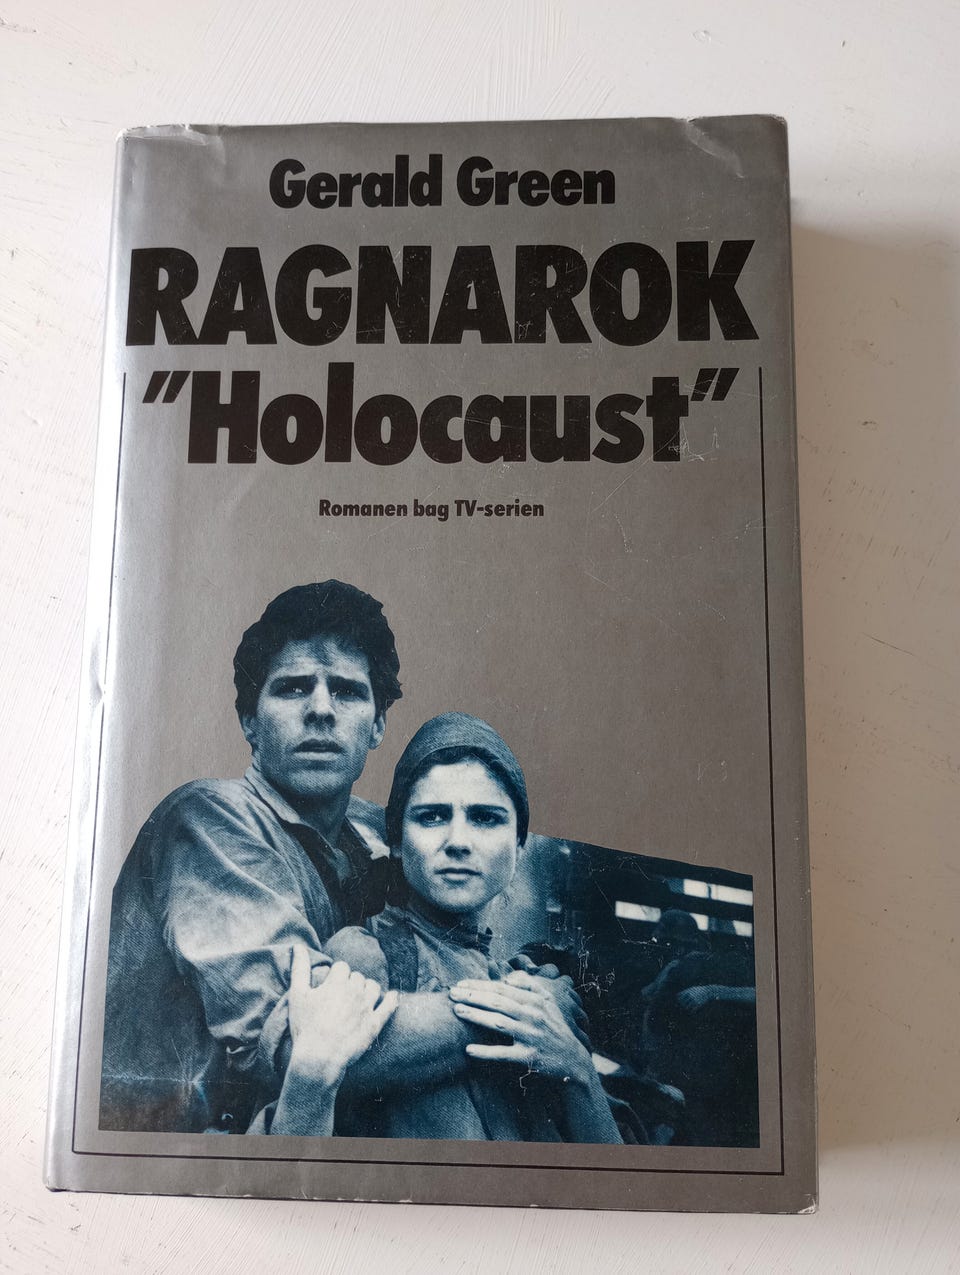 Gerald Green
RAGNAROK
"Holocaust"
Romanen bag TV-serien